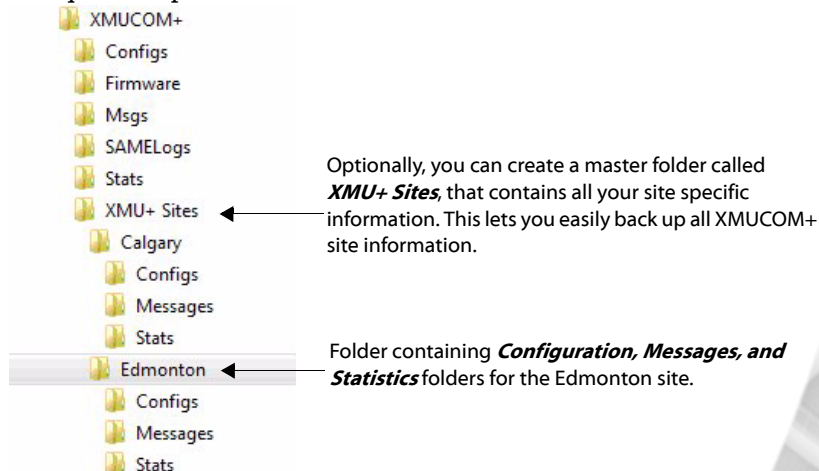 XMUCOM+
Configs
Firmware
Msgs
SAMELogs
Stats
XMU+ Sites
Calgary
Configs
Messages
Stats
Edmonton
Configs
Messages
Stats
Optionally, you can create a master folder called
XMU+ Sites, that contains all your site specific
information. This lets you easily back up all XMUCOM+
site information.
Folder containing Configuration, Messages, and
Statistics folders for the Edmonton site.